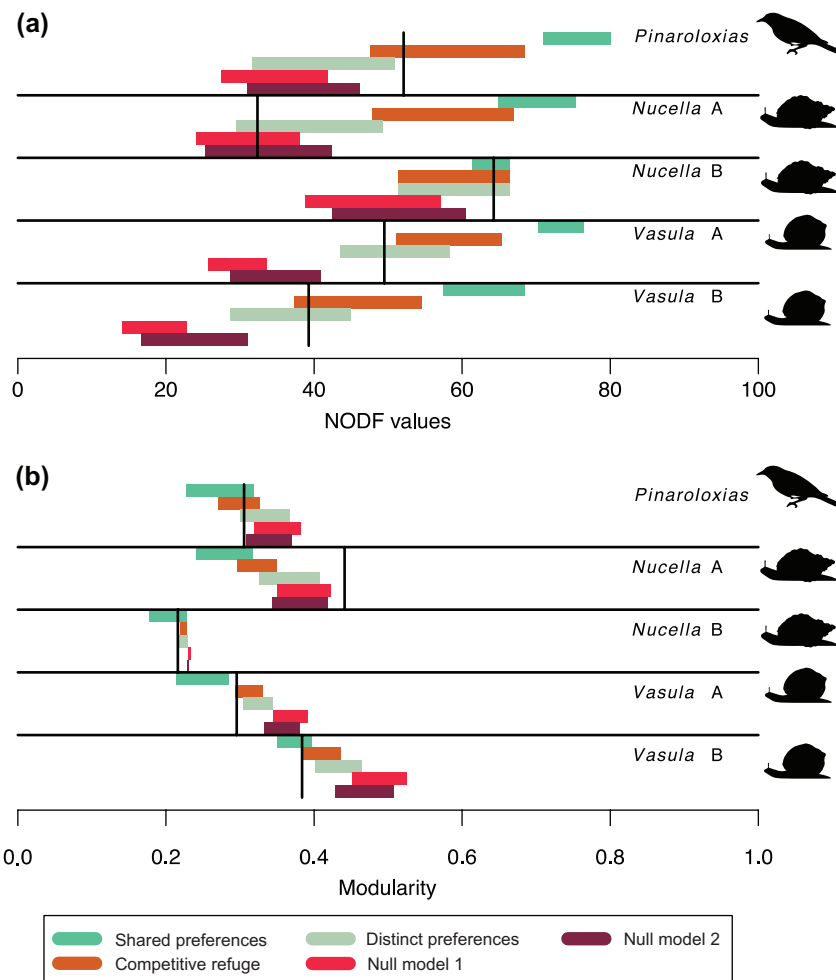 (a)
Pinaroloxias
Nucella A
Nucella B
Vasula A
Vasula B
0 20 40 60 80 100
NODF values
(b)
Pinaroloxias
Nucella A
Nucella B
Vasula A
Vasula B
0.0 0.2 0.4 0.6 0.8 1.0
Modularity
Shared preferences Distinct preferences Null model 2
Competitive refuge Null model 1